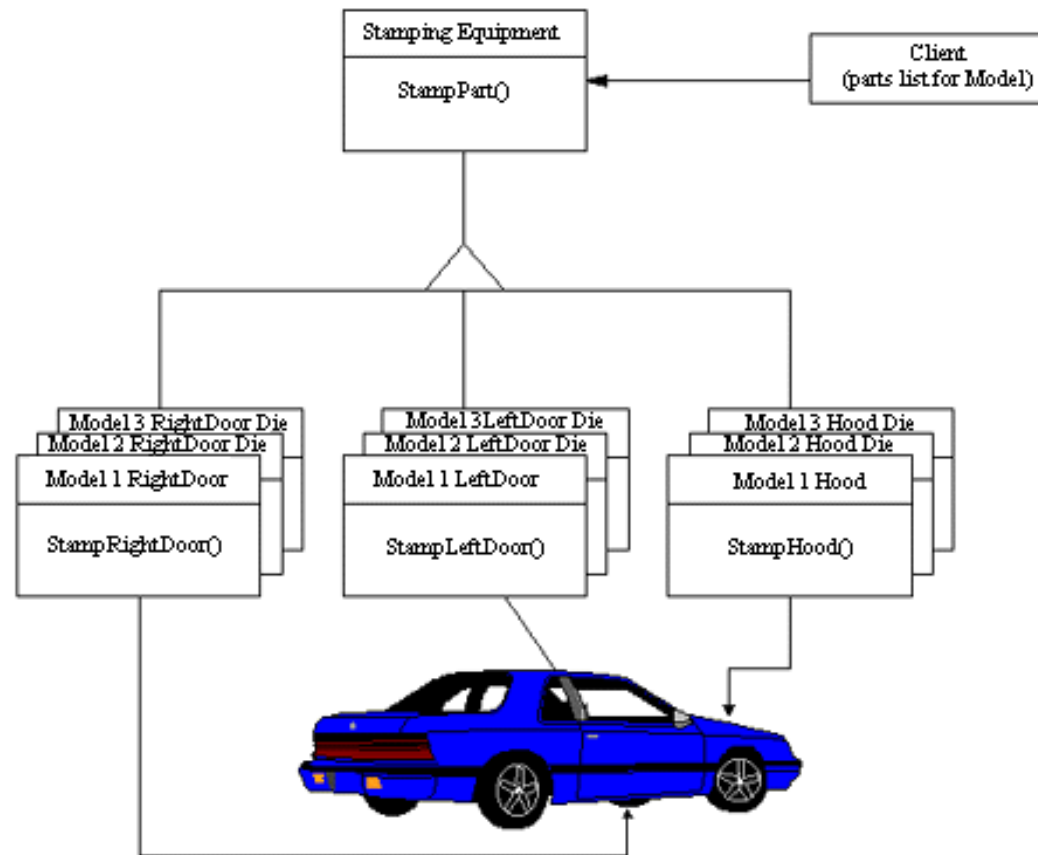 Stamping Equipment
StampPart()
Client
(parts list for Model)
Model 3 RightDoor Die
Model 2 RightDoor Die
Model 1 RightDoor
StampRightDoor()
Model 3 LeftDoor Die
Model 2 LeftDoor Die
Model 1 LeftDoor
StampLeftDoor()
Model 3 Hood Die
Model 2 Hood Die
Model 1 Hood
StampHood()